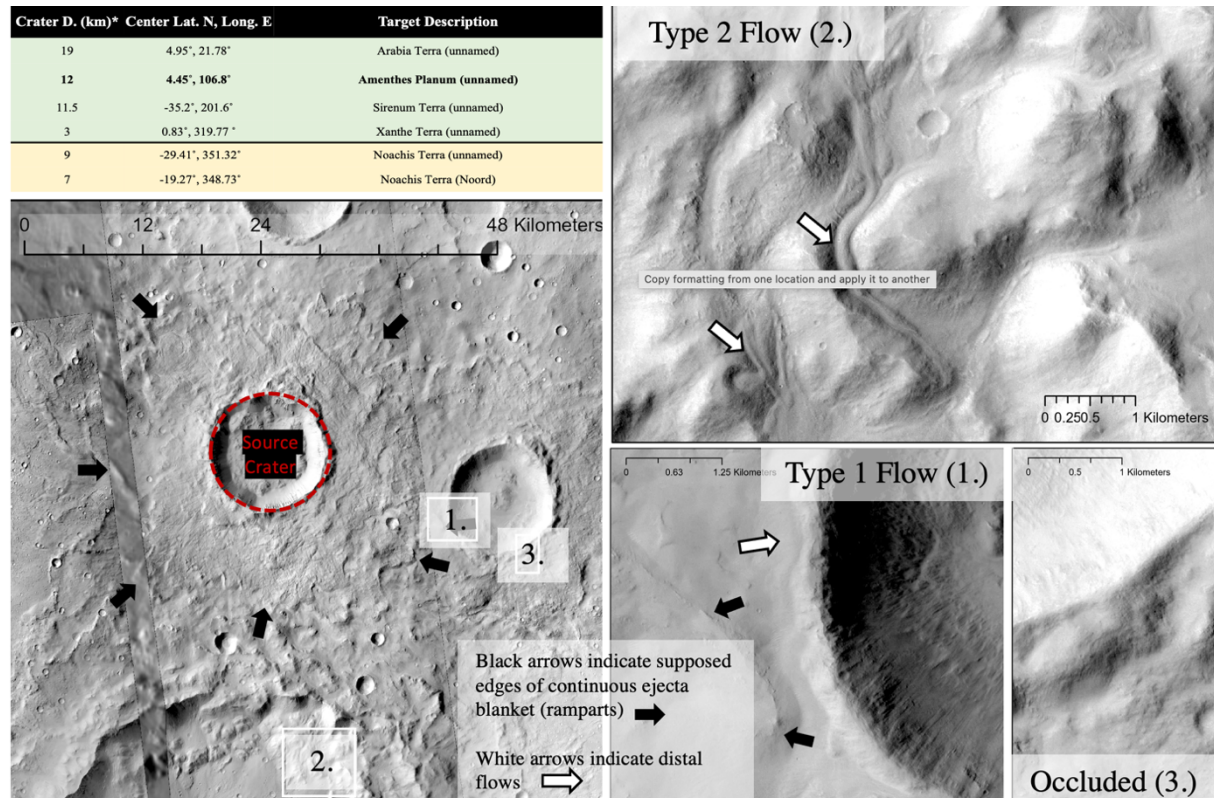 Crater D. (km)* Center Lat. N, Long. E Target Description
19 4.95˚, 21.78˚ Arabia Terra (unnamed)
12 4.45˚, 106.8˚ Amenthes Planum (unnamed)
11.5 -35.2˚, 201.6˚ Sirenum Terra (unnamed)
3 0.83˚, 319.77 ˚ Xanthe Terra (unnamed)
9 -29.41˚, 351.32˚ Noachis Terra (unnamed)
7 -19.27˚, 348.73˚ Noachis Terra (Noord)
0 12 24 48 Kilometers
Source
Crater
1.
3.
2.
Type 2 Flow (2.)
Copy formatting from one location and apply it to another
0 0.250.5 1 Kilometers
0 0.63 1.25 Kilometers
Type 1 Flow (1.)
Black arrows indicate supposed
edges of continuous ejecta
blanket (ramparts)
White arrows indicate distal
flows
0 0.5 1 Kilometers
Occluded (3.)